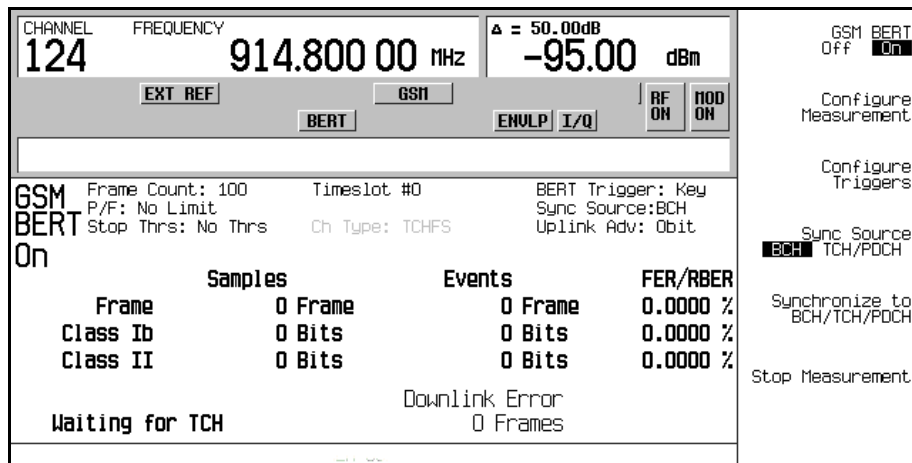 CHANNEL FREQUENCY
124 914.800 00 MHz
Δ = 50.00dB
-95.00 dBm
EXT REF GSM RF ON MOD ON
BERT ENVLP I/Q
GSM BERT On
Frame Count: 100 Timeslot #0 BERT Trigger: Key
P/F: No Limit Sync Source:BCH
Stop Thrs: No Thrs Ch Type: TCHFS Uplink Adv: 0bit
Samples Events FER/RBER
Frame 0 Frame 0 Frame 0.0000 %
Class Ib 0 Bits 0 Bits 0.0000 %
Class II 0 Bits 0 Bits 0.0000 %
Downlink Error
Waiting for TCH 0 Frames
GSM BERT
Off On
Configure
Measurement
Configure
Triggers
Sync Source
BCH TCH/PDCH
Synchronize to
BCH/TCH/PDCH
Stop Measurement